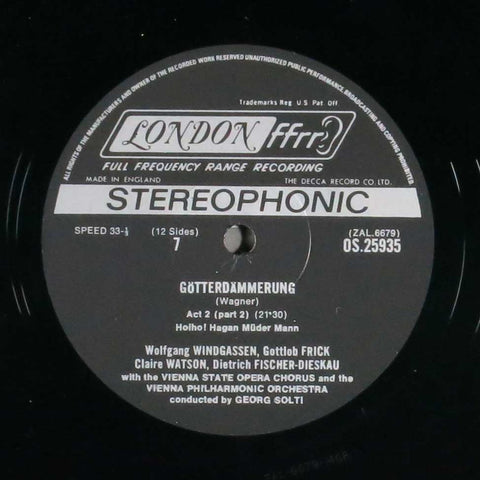 ALL RIGHTS OF THE MANUFACTURERS AND OWNER OF THE RECORDED WORK RESERVED UNAUTHORIZED PUBLIC PERFORMANCE, BROADCASTING AND COPYING PROHIBITED
Trademarks Reg U.S Pat. Off
LONDON ffrr
FULL FREQUENCY RANGE RECORDING
MADE IN ENGLAND THE DECCA RECORD CO LTD.
STEREOPHONIC
SPEED 33-⅓ (12 Sides) (ZAL.6679)
7 OS.25935
GÖTTERDÄMMERUNG
(Wagner)
Act 2 (part 2) (21'30)
Hoiho! Hagan Müder Mann
Wolfgang WINDGASSEN, Gottlob FRICK
Claire WATSON, Dietrich FISCHER-DIESKAU
with the VIENNA STATE OPERA CHORUS and the
VIENNA PHILHARMONIC ORCHESTRA
conducted by GEORG SOLTI